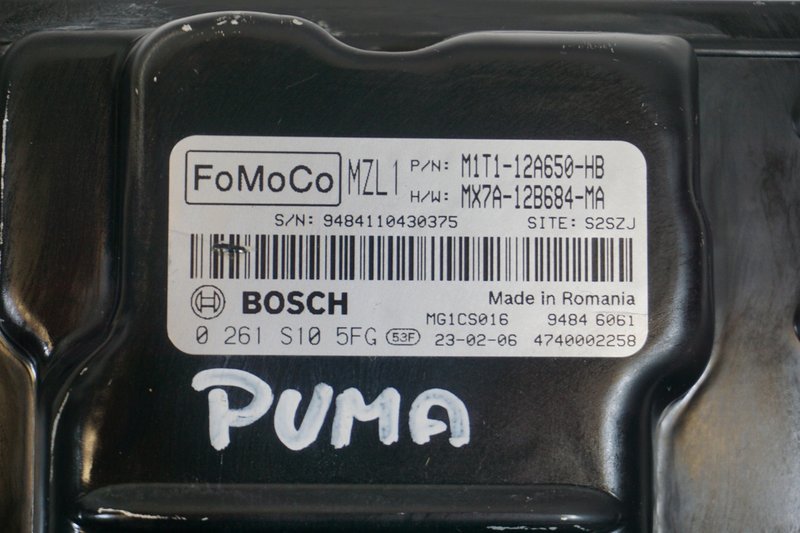 FoMoCo MZL1 P/N: M1T1-12A650-HB
H/W: MX7A-12B684-MA
S/N: 9484110430375 SITE: S2SZJ
BOSCH Made in Romania
MG1CS016 9484 6061
0 261 S10 5FG 53F 23-02-06 4740002258
PUMA